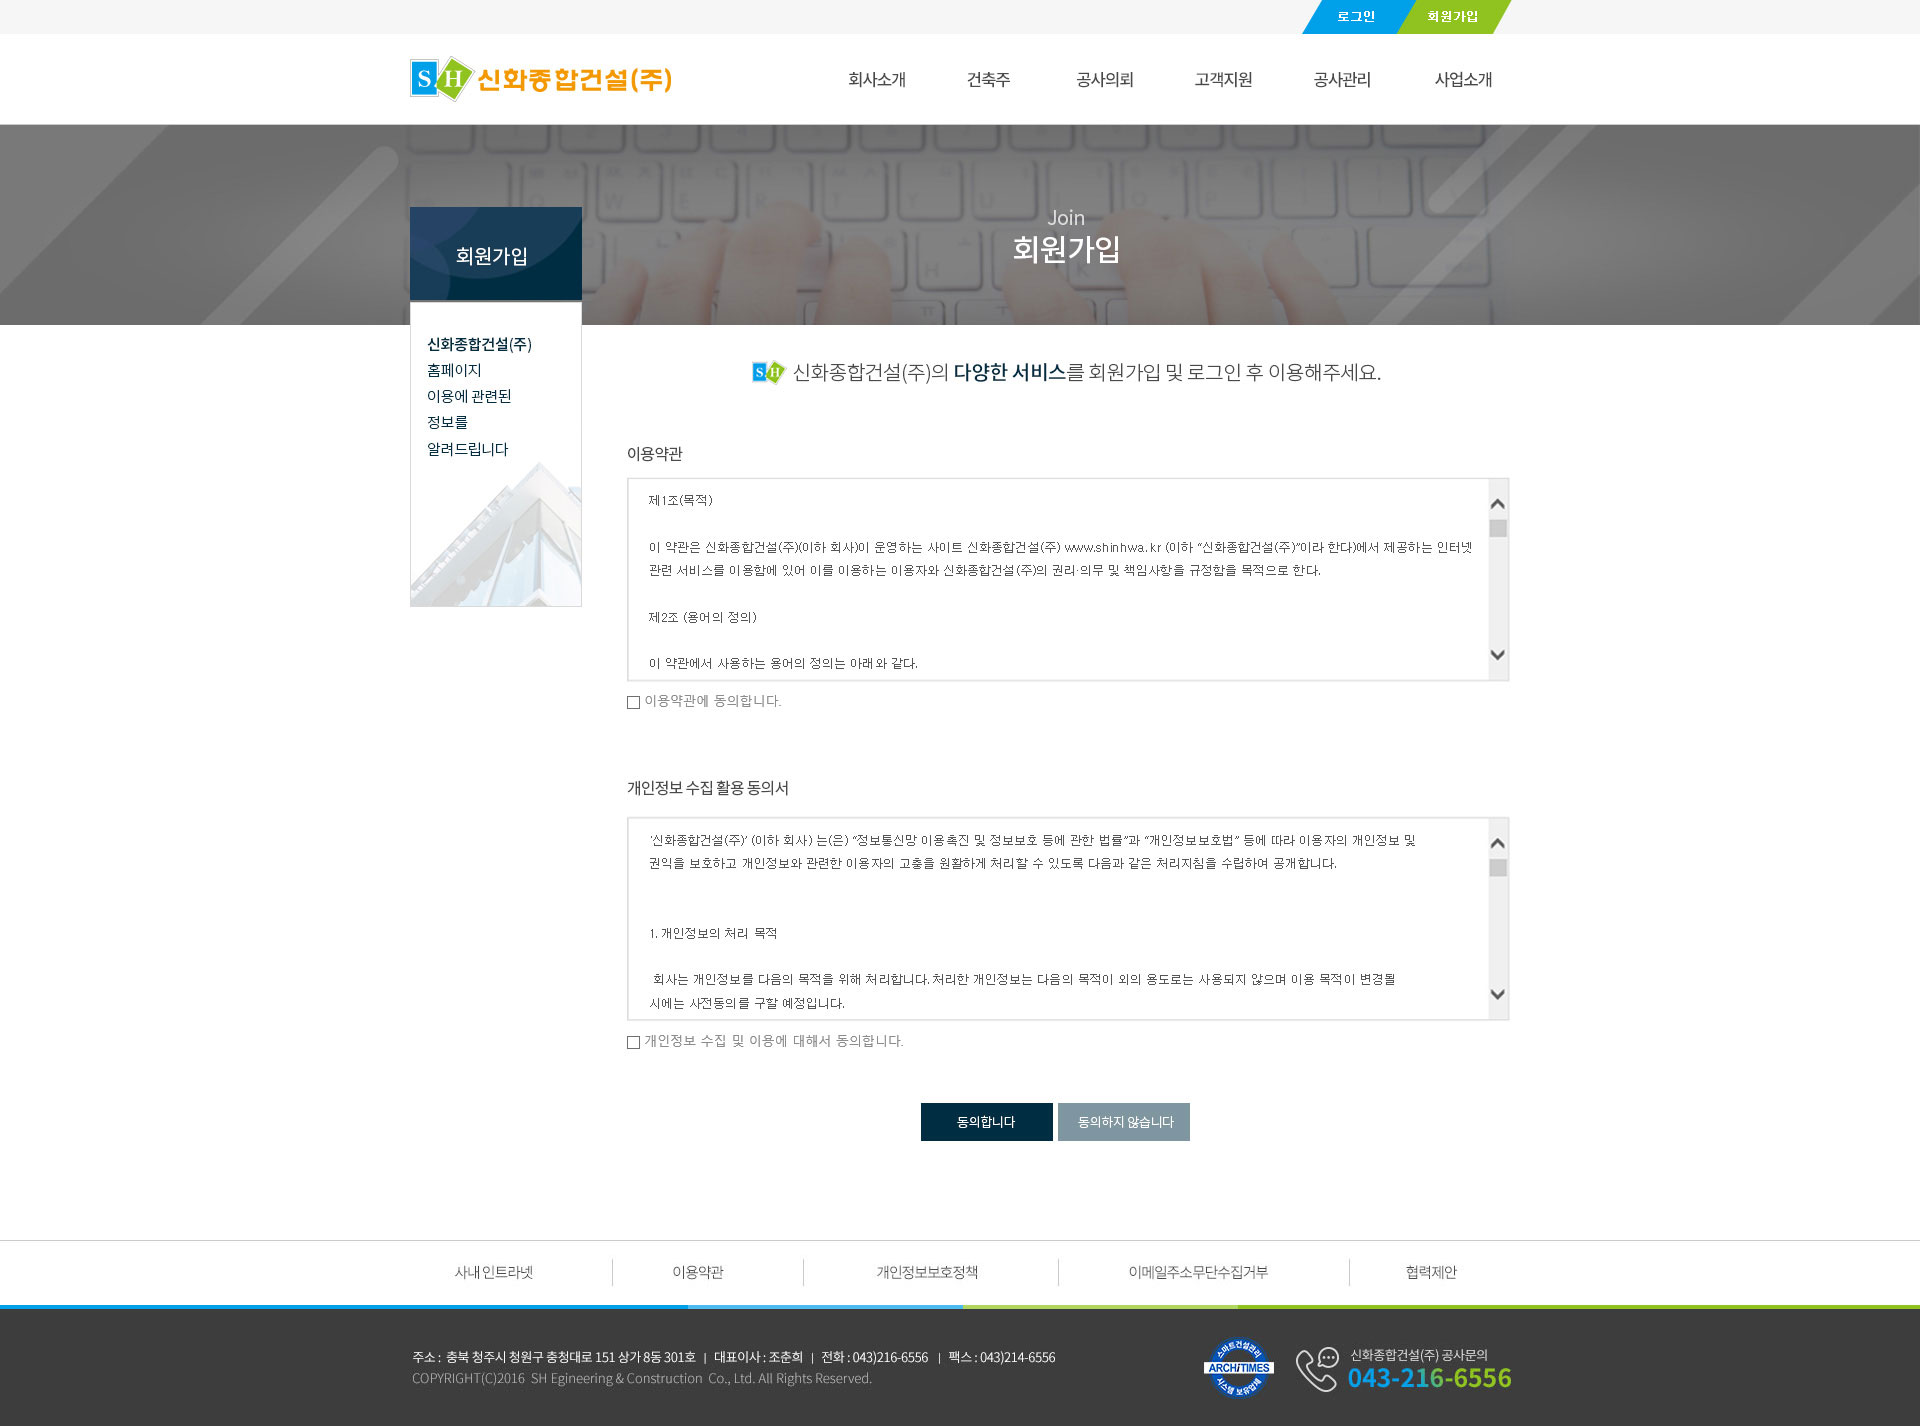 로그인
회원가입
SH 신화종합건설(주)
회사소개
건축주
공사의뢰
고객지원
공사관리
사업소개
Join
회원가입
회원가입
신화종합건설(주)
홈페이지
이용에 관련된
정보를
알려드립니다
SH 신화종합건설(주)의 다양한 서비스를 회원가입 및 로그인 후 이용해주세요.
이용약관
제1조(목적)
이 약관은 신화종합건설(주)(이하 회사)이 운영하는 사이트 신화종합건설(주) www.shinhwa.kr (이하 "신화종합건설(주)"이라 한다)에서 제공하는 인터넷
관련 서비스를 이용함에 있어 이를 이용하는 이용자와 신화종합건설(주)의 권리·의무 및 책임사항을 규정함을 목적으로 한다.
제2조 (용어의 정의)
이 약관에서 사용하는 용어의 정의는 아래와 같다.
이용약관에 동의합니다.
개인정보 수집 활용 동의서
'신화종합건설(주)' (이하 회사) 는(은) "정보통신망 이용촉진 및 정보보호 등에 관한 법률"과 "개인정보보호법" 등에 따라 이용자의 개인정보 및
권익을 보호하고 개인정보와 관련한 이용자의 고충을 원활하게 처리할 수 있도록 다음과 같은 처리지침을 수립하여 공개합니다.
1. 개인정보의 처리 목적
회사는 개인정보를 다음의 목적을 위해 처리합니다. 처리한 개인정보는 다음의 목적이 외의 용도로는 사용되지 않으며 이용 목적이 변경될
시에는 사전동의를 구할 예정입니다.
개인정보 수집 및 이용에 대해서 동의합니다.
동의합니다
동의하지 않습니다
사내 인트라넷
이용약관
개인정보보호정책
이메일주소무단수집거부
협력제안
주소 : 충북 청주시 청원구 충청대로 151 상가 8동 301호 | 대표이사 : 조춘희 | 전화 : 043)216-6556 | 팩스 : 043)214-6556
COPYRIGHT(C)2016 SH Egineering & Construction Co., Ltd. All Rights Reserved.
스마트건설관리
ARCHITIMES
시스템 보유업체
신화종합건설(주) 공사문의
043-216-6556